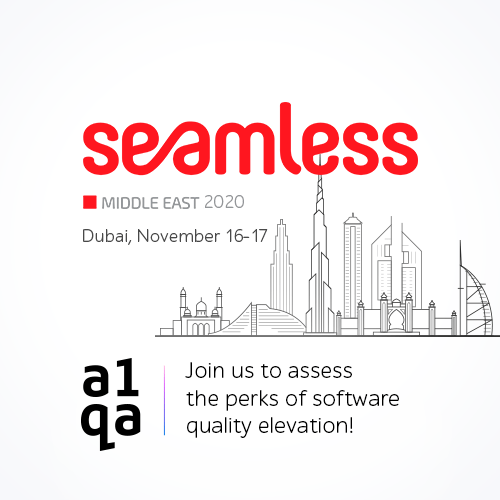 seamless
MIDDLE EAST 2020
Dubai, November 16-17
a1
qa
Join us to assess
the perks of software
quality elevation!